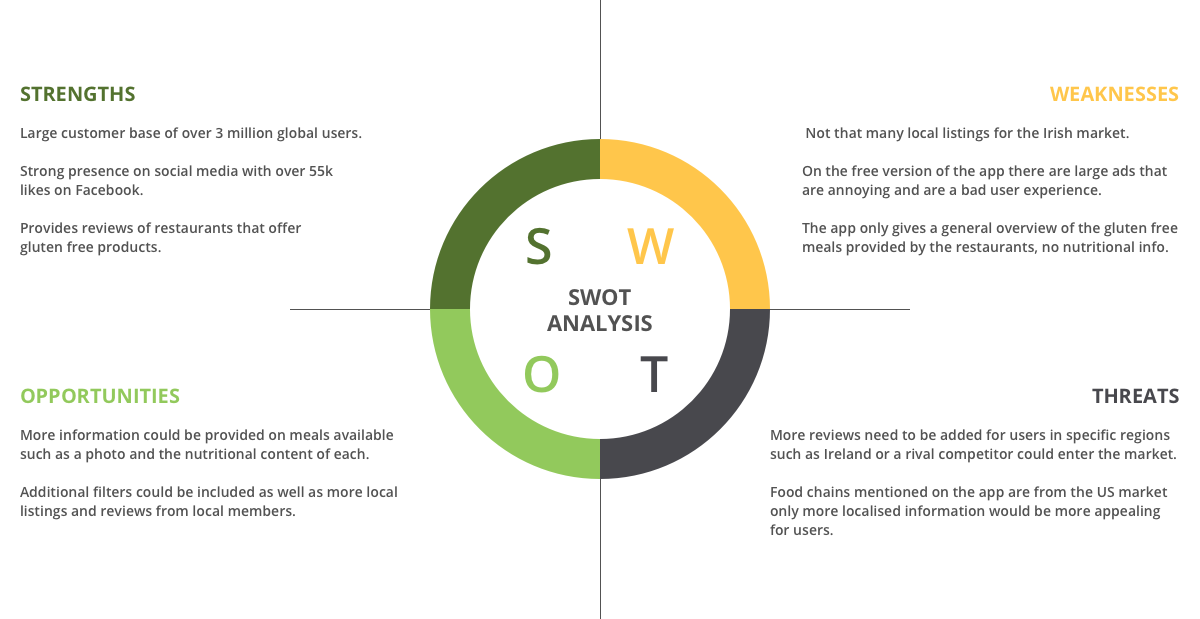 STRENGTHS
Large customer base of over 3 million global users.
Strong presence on social media with over 55k
likes on Facebook.
Provides reviews of restaurants that offer
gluten free products.
WEAKNESSES
Not that many local listings for the Irish market.
On the free version of the app there are large ads that
are annoying and are a bad user experience.
The app only gives a general overview of the gluten free
meals provided by the restaurants, no nutritional info.
S W
SWOT
ANALYSIS
O T
OPPORTUNITIES
More information could be provided on meals available
such as a photo and the nutritional content of each.
Additional filters could be included as well as more local
listings and reviews from local members.
THREATS
More reviews need to be added for users in specific regions
such as Ireland or a rival competitor could enter the market.
Food chains mentioned on the app are from the US market
only more localised information would be more appealing
for users.